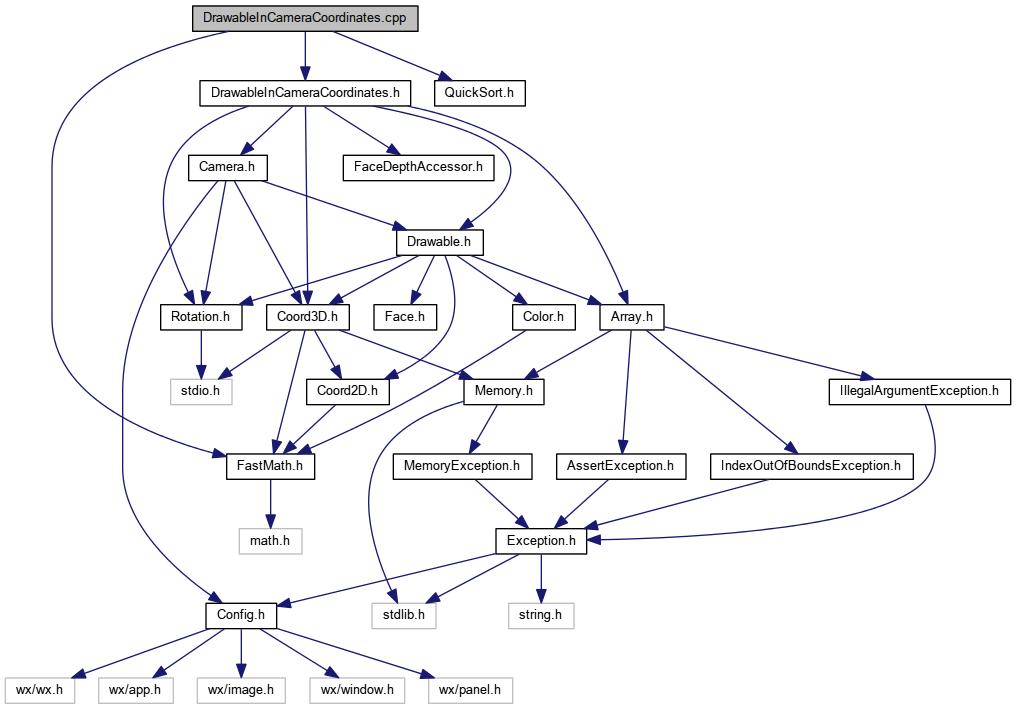 DrawableInCameraCoordinates.cpp
DrawableInCameraCoordinates.h
QuickSort.h
Camera.h
FaceDepthAccessor.h
Drawable.h
Rotation.h
Coord3D.h
Face.h
Color.h
Array.h
stdio.h
Coord2D.h
Memory.h
IllegalArgumentException.h
FastMath.h
MemoryException.h
AssertException.h
IndexOutOfBoundsException.h
math.h
Exception.h
Config.h
stdlib.h
string.h
wx/wx.h
wx/app.h
wx/image.h
wx/window.h
wx/panel.h